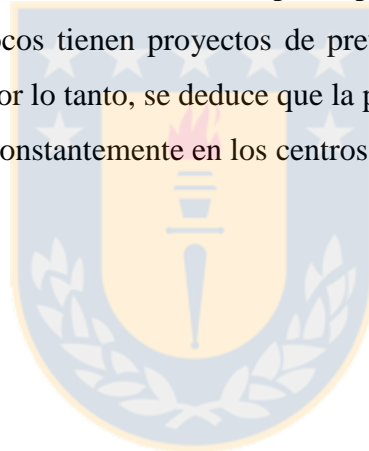 ocos tienen proyectos de pre
or lo tanto, se deduce que la p
onstantemente en los centros